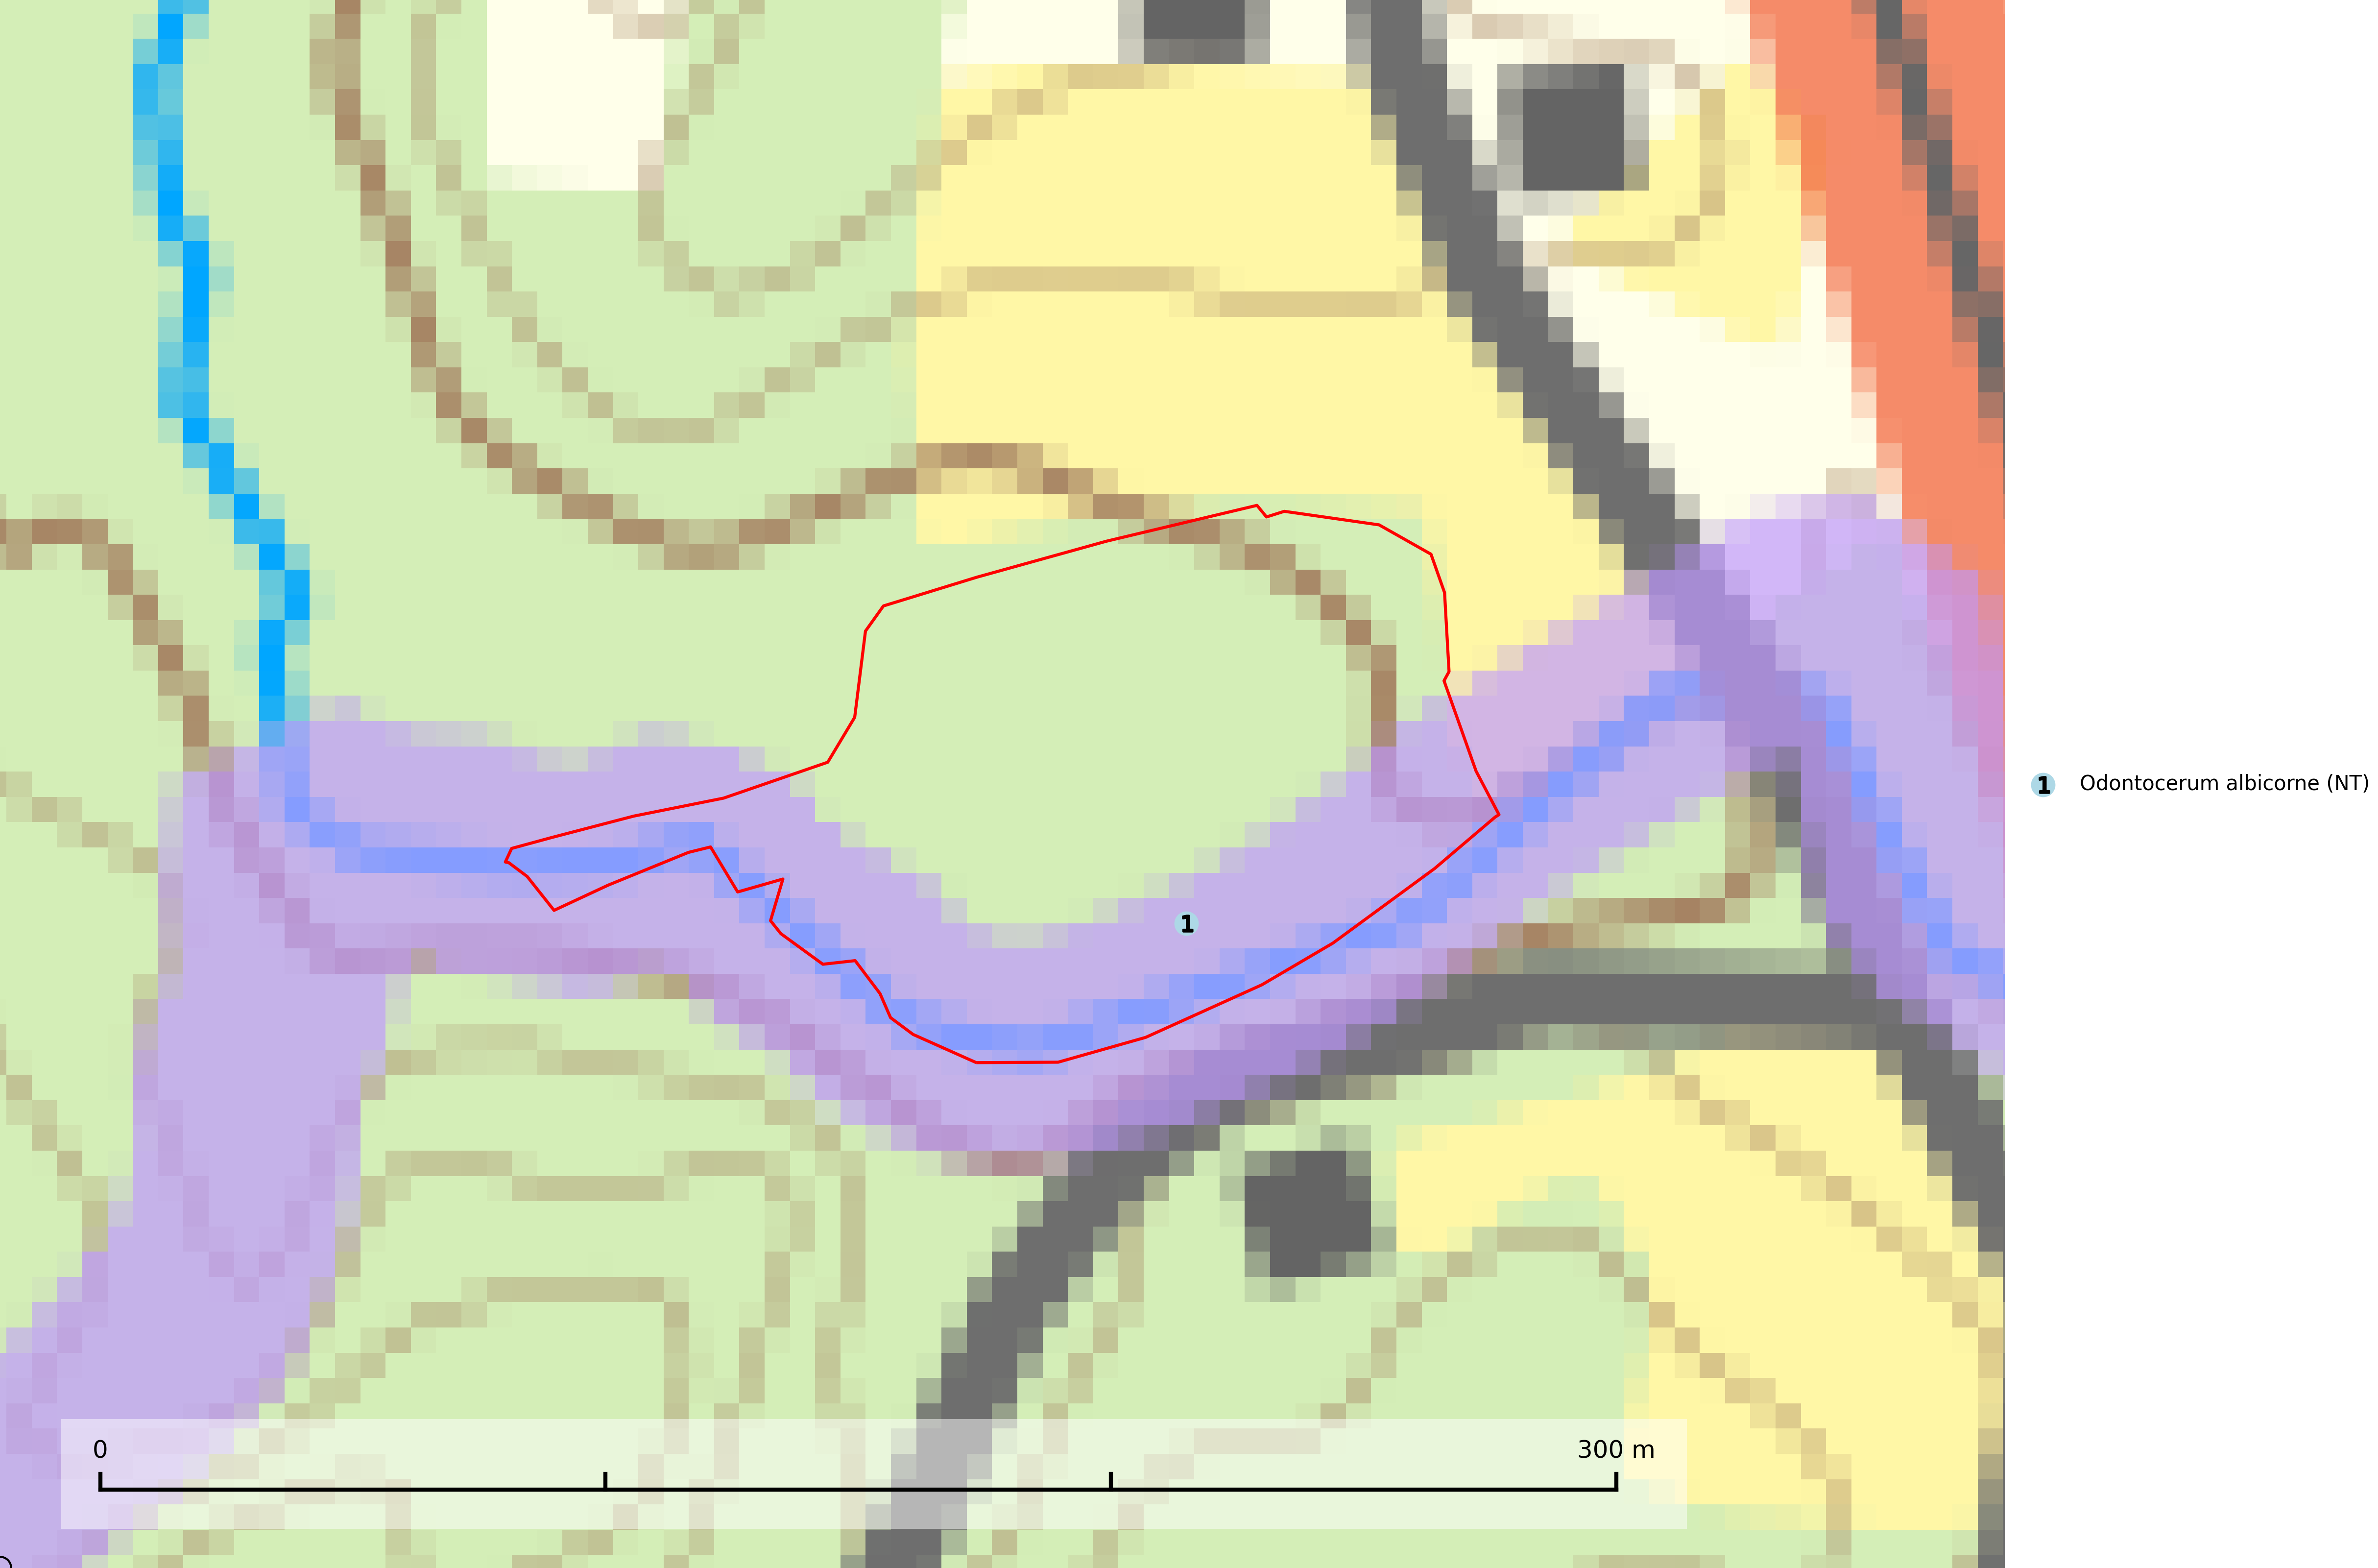 1 Odontocerum albicorne (NT)
1
0 300 m